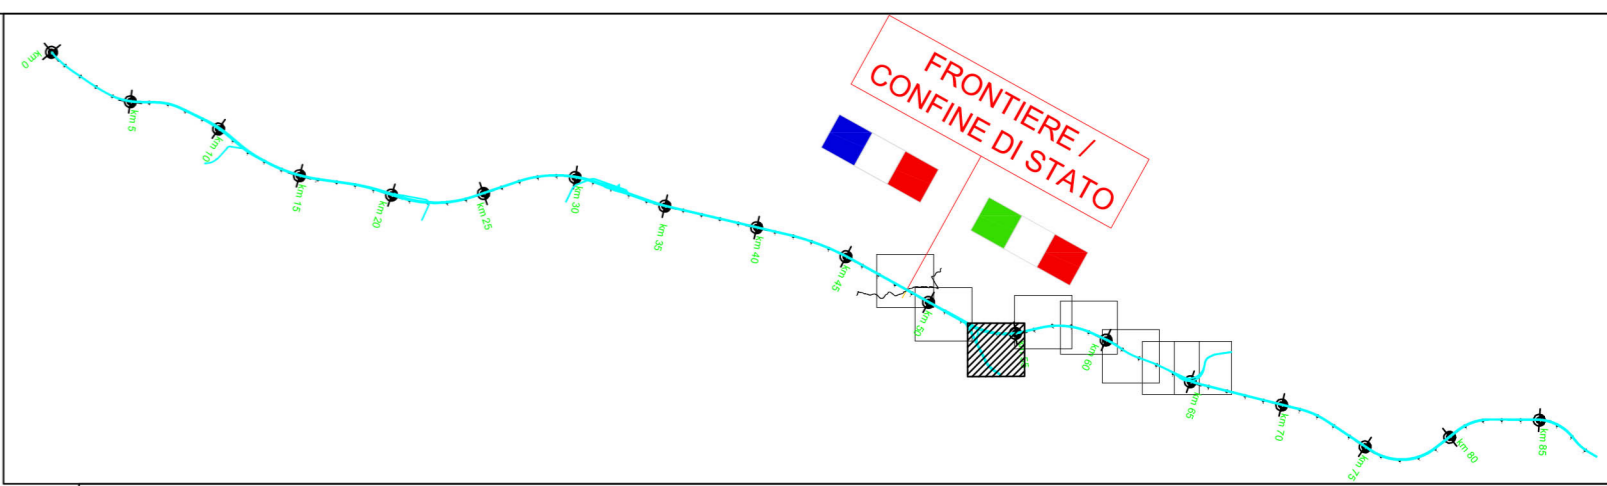 km 0
km 5
km 10
km 15
km 20
km 25
km 30
km 35
km 40
km 45
FRONTIERE /
CONFINE DI STATO
km 50
km 60
km 65
km 70
km 75
km 80
km 85